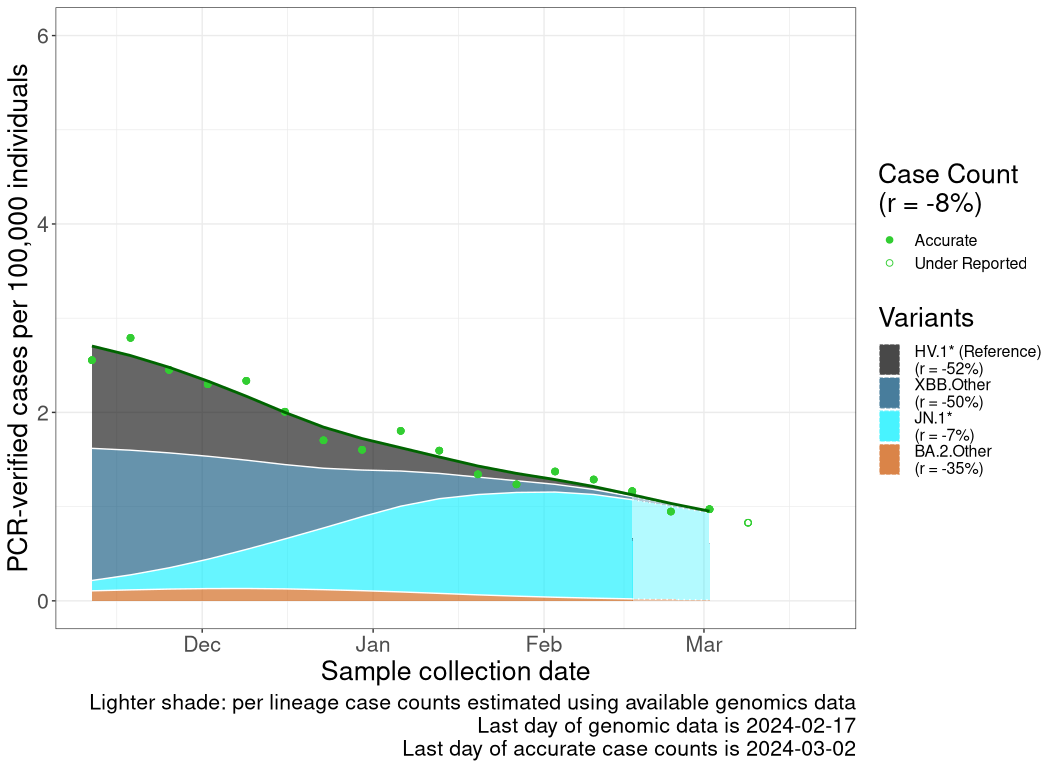 PCR-verified cases per 100,000 individuals
6
4
2
0
Dec Jan Feb Mar
Sample collection date
Lighter shade: per lineage case counts estimated using available genomics data
Last day of genomic data is 2024-02-17
Last day of accurate case counts is 2024-03-02
Case Count
(r = -8%)
Accurate
Under Reported
Variants
HV.1* (Reference)
(r = -52%)
XBB.Other
(r = -50%)
JN.1*
(r = -7%)
BA.2.Other
(r = -35%)